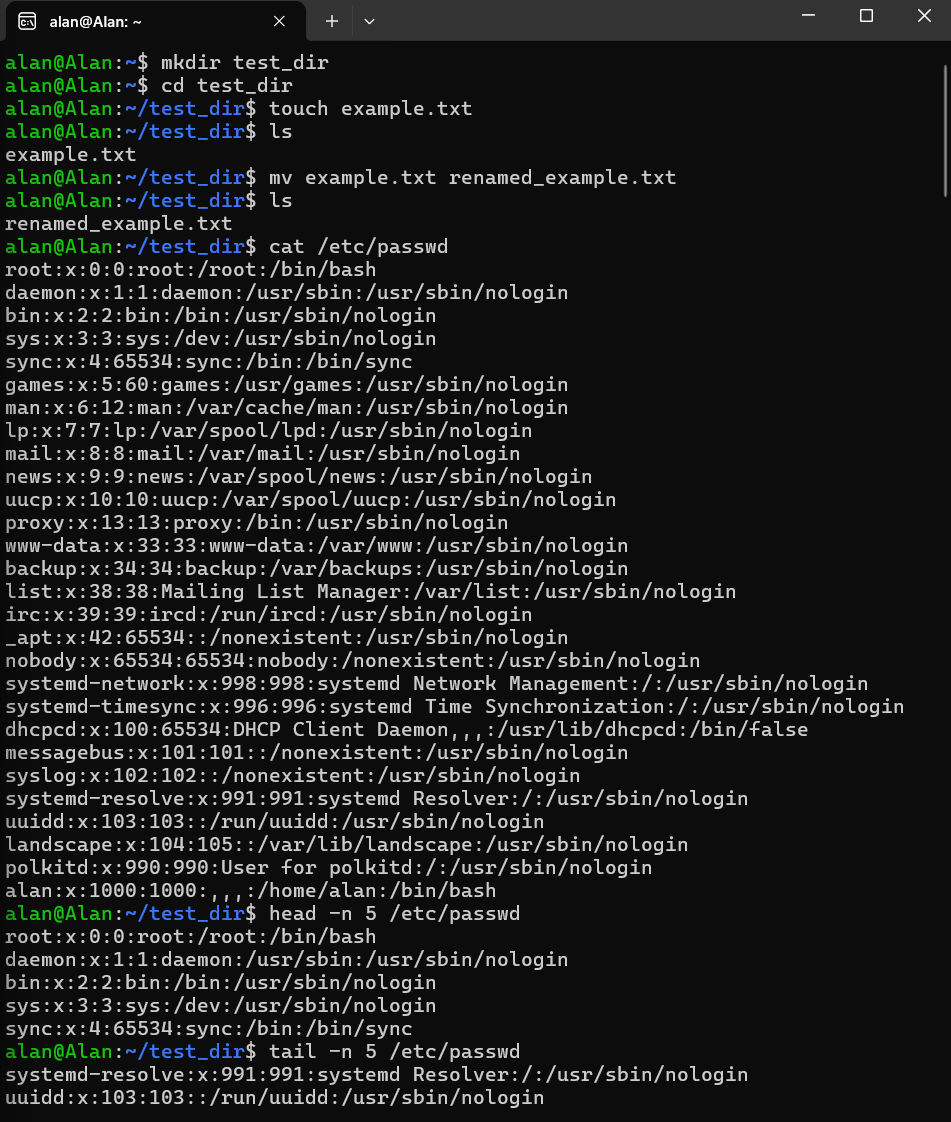 alan@Alan: ~
alan@Alan:~$ mkdir test_dir
alan@Alan:~$ cd test_dir
alan@Alan:~/test_dir$ touch example.txt
alan@Alan:~/test_dir$ ls
example.txt
alan@Alan:~/test_dir$ mv example.txt renamed_example.txt
alan@Alan:~/test_dir$ ls
renamed_example.txt
alan@Alan:~/test_dir$ cat /etc/passwd
root:x:0:0:root:/root:/bin/bash
daemon:x:1:1:daemon:/usr/sbin:/usr/sbin/nologin
bin:x:2:2:bin:/bin:/usr/sbin/nologin
sys:x:3:3:sys:/dev:/usr/sbin/nologin
sync:x:4:65534:sync:/bin:/bin/sync
games:x:5:60:games:/usr/games:/usr/sbin/nologin
man:x:6:12:man:/var/cache/man:/usr/sbin/nologin
lp:x:7:7:lp:/var/spool/lpd:/usr/sbin/nologin
mail:x:8:8:mail:/var/mail:/usr/sbin/nologin
news:x:9:9:news:/var/spool/news:/usr/sbin/nologin
uucp:x:10:10:uucp:/var/spool/uucp:/usr/sbin/nologin
proxy:x:13:13:proxy:/bin:/usr/sbin/nologin
www-data:x:33:33:www-data:/var/www:/usr/sbin/nologin
backup:x:34:34:backup:/var/backups:/usr/sbin/nologin
list:x:38:38:Mailing List Manager:/var/list:/usr/sbin/nologin
irc:x:39:39:ircd:/run/ircd:/usr/sbin/nologin
_apt:x:42:65534::/nonexistent:/usr/sbin/nologin
nobody:x:65534:65534:nobody:/nonexistent:/usr/sbin/nologin
systemd-network:x:998:998:systemd Network Management:/:/usr/sbin/nologin
systemd-timesync:x:996:996:systemd Time Synchronization:/:/usr/sbin/nologin
dhcpcd:x:100:65534:DHCP Client Daemon,,,:/usr/lib/dhcpcd:/bin/false
messagebus:x:101:101::/nonexistent:/usr/sbin/nologin
syslog:x:102:102::/nonexistent:/usr/sbin/nologin
systemd-resolve:x:991:991:systemd Resolver:/:/usr/sbin/nologin
uuidd:x:103:103::/run/uuidd:/usr/sbin/nologin
landscape:x:104:105::/var/lib/landscape:/usr/sbin/nologin
polkitd:x:990:990:User for polkitd:/:/usr/sbin/nologin
alan:x:1000:1000:,,,:/home/alan:/bin/bash
alan@Alan:~/test_dir$ head -n 5 /etc/passwd
root:x:0:0:root:/root:/bin/bash
daemon:x:1:1:daemon:/usr/sbin:/usr/sbin/nologin
bin:x:2:2:bin:/bin:/usr/sbin/nologin
sys:x:3:3:sys:/dev:/usr/sbin/nologin
sync:x:4:65534:sync:/bin:/bin/sync
alan@Alan:~/test_dir$ tail -n 5 /etc/passwd
systemd-resolve:x:991:991:systemd Resolver:/:/usr/sbin/nologin
uuidd:x:103:103::/run/uuidd:/usr/sbin/nologin